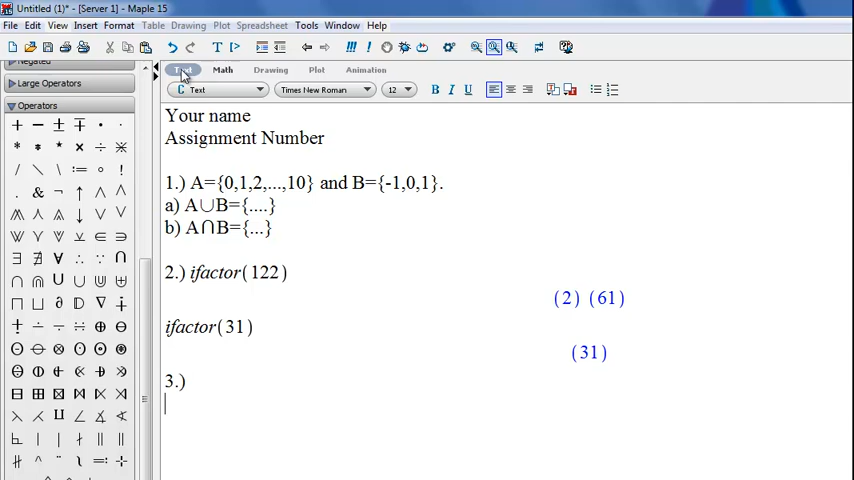 Untitled (1)* - [Server 1] - Maple 15
File Edit View Insert Format Table Drawing Plot Spreadsheet Tools Window Help
Text Math Drawing Plot Animation
C Text Times New Roman 12 B I U
Large Operators
Operators
Your name
Assignment Number
1.) A={0,1,2,...,10} and B={-1,0,1}.
a) A∪B={....}
b) A∩B={...}
2.) ifactor(122)
(2) (61)
ifactor(31)
(31)
3.)